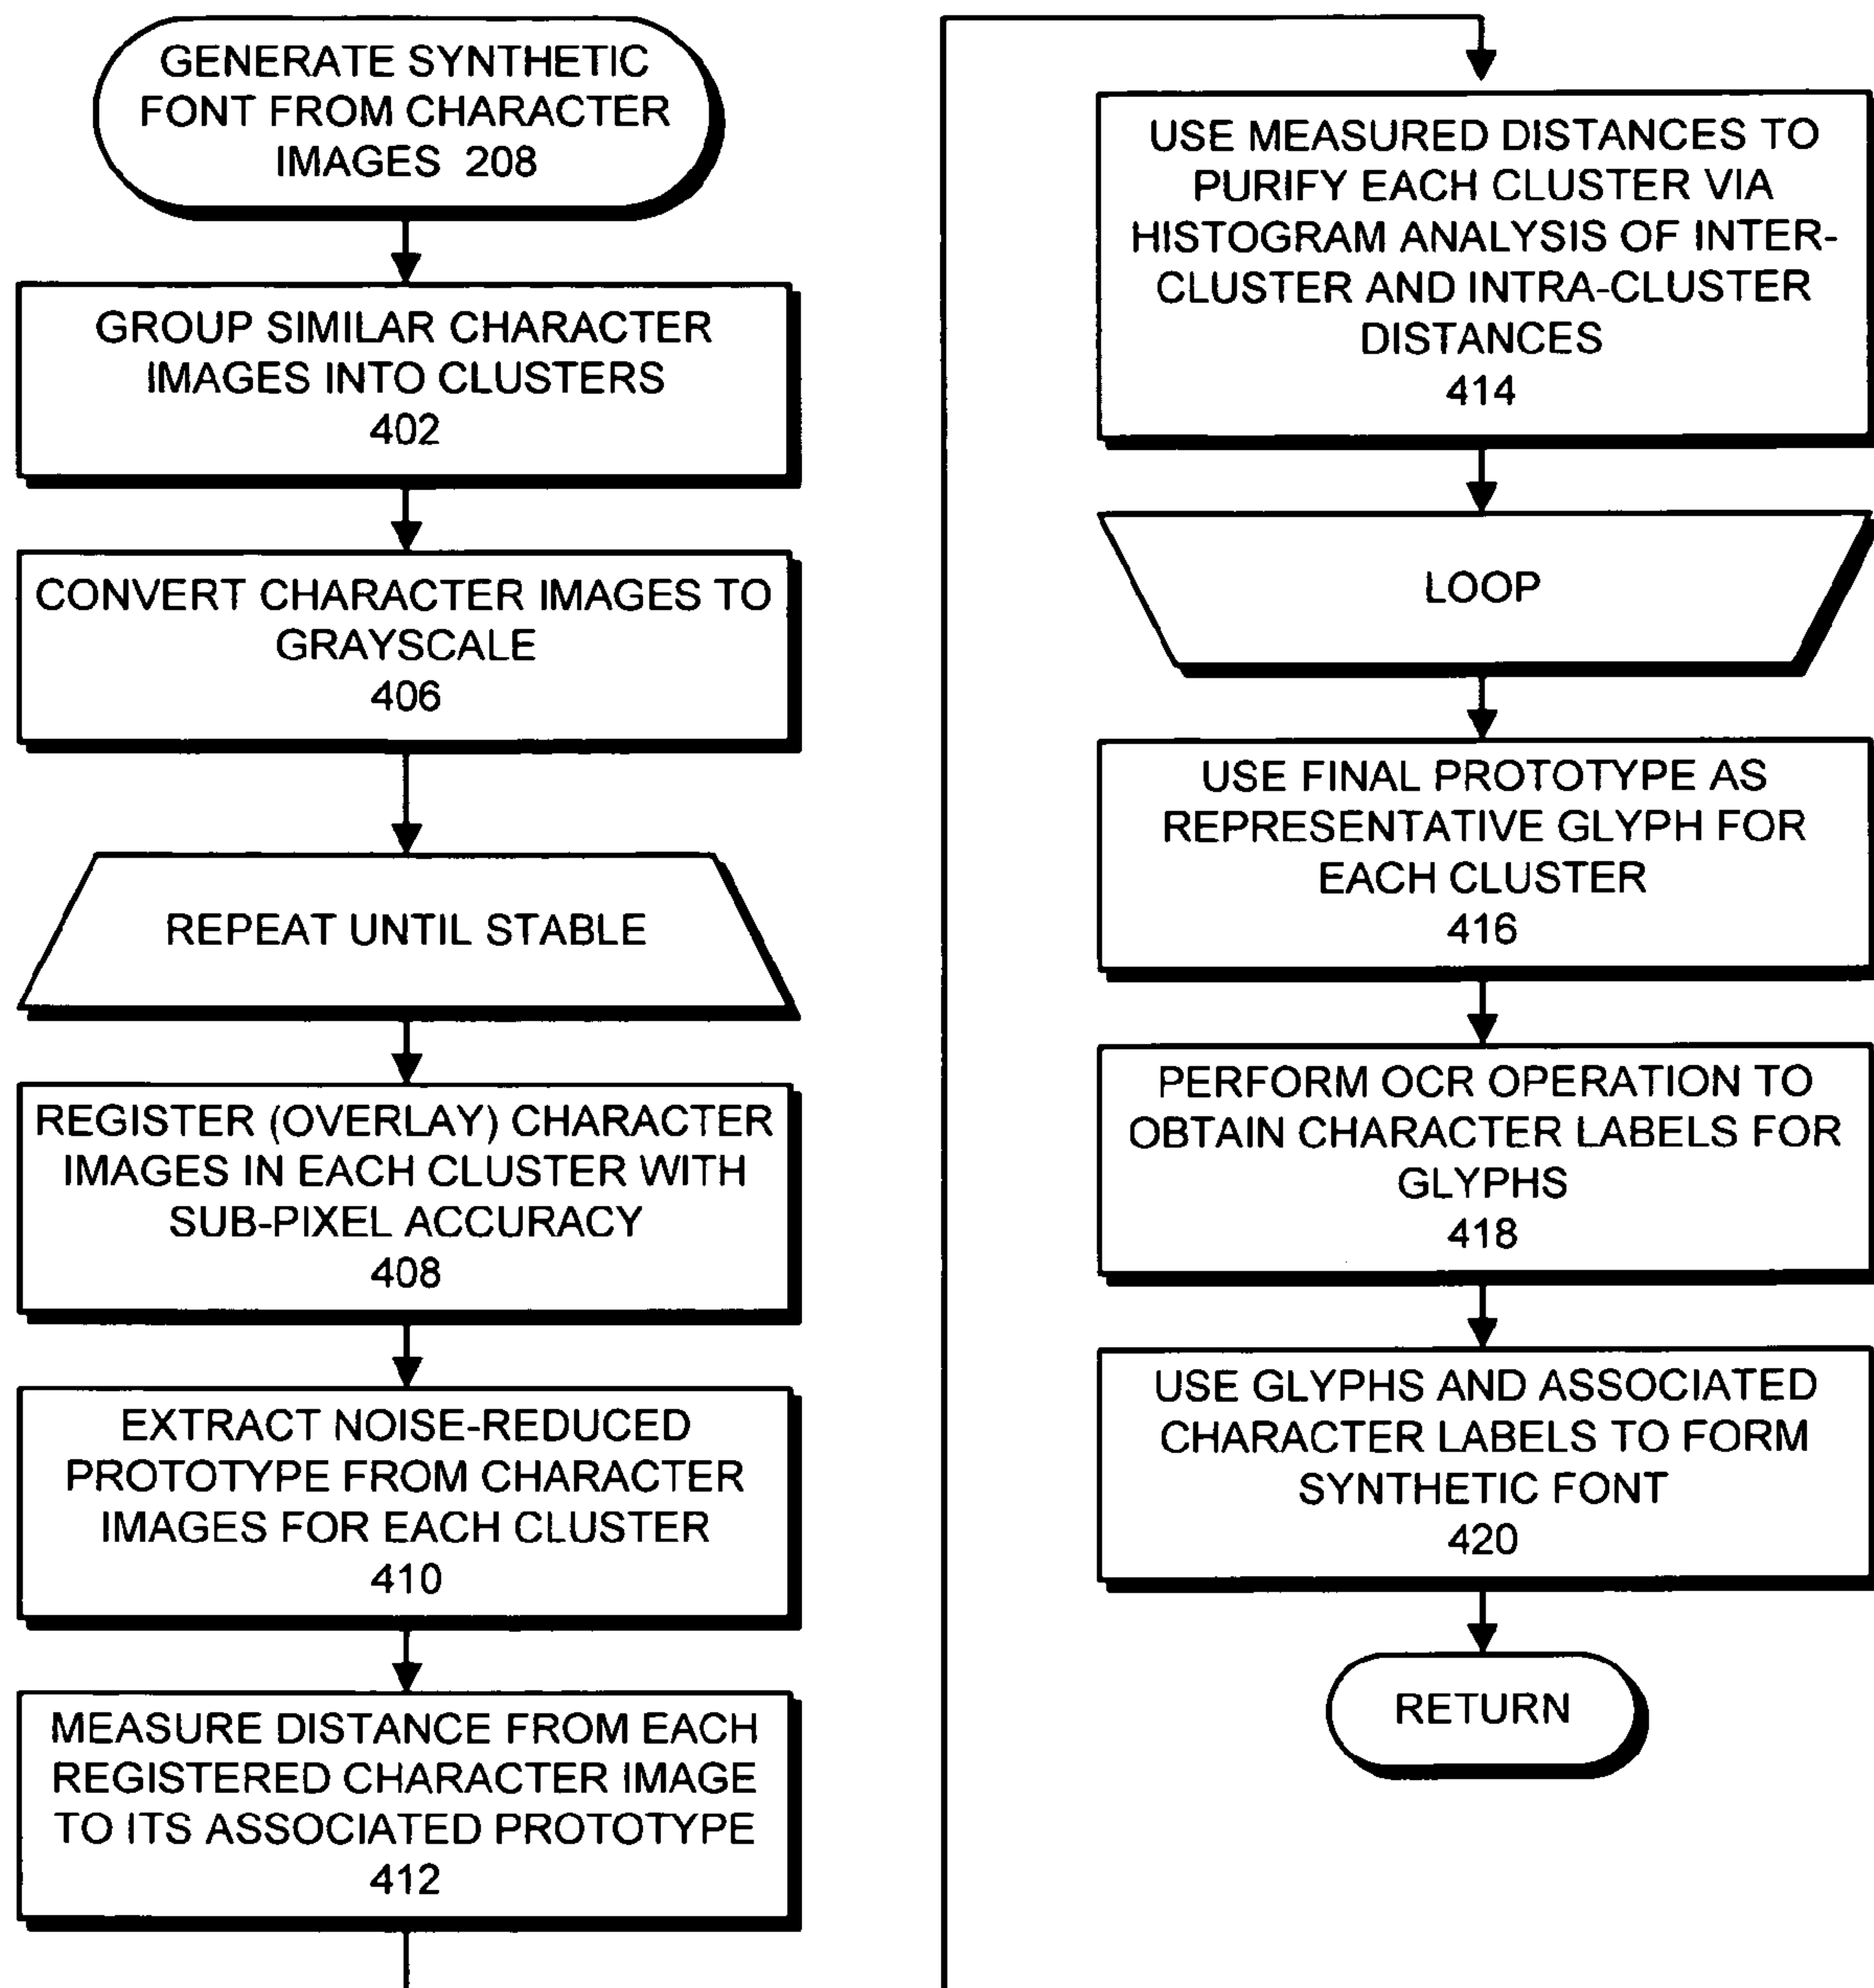 GENERATE SYNTHETIC
FONT FROM CHARACTER
IMAGES 208
GROUP SIMILAR CHARACTER
IMAGES INTO CLUSTERS
402
CONVERT CHARACTER IMAGES TO
GRAYSCALE
406
REPEAT UNTIL STABLE
REGISTER (OVERLAY) CHARACTER
IMAGES IN EACH CLUSTER WITH
SUB-PIXEL ACCURACY
408
EXTRACT NOISE-REDUCED
PROTOTYPE FROM CHARACTER
IMAGES FOR EACH CLUSTER
410
MEASURE DISTANCE FROM EACH
REGISTERED CHARACTER IMAGE
TO ITS ASSOCIATED PROTOTYPE
412
USE MEASURED DISTANCES TO
PURIFY EACH CLUSTER VIA
HISTOGRAM ANALYSIS OF INTER-
CLUSTER AND INTRA-CLUSTER
DISTANCES
414
LOOP
USE FINAL PROTOTYPE AS
REPRESENTATIVE GLYPH FOR
EACH CLUSTER
416
PERFORM OCR OPERATION TO
OBTAIN CHARACTER LABELS FOR
GLYPHS
418
USE GLYPHS AND ASSOCIATED
CHARACTER LABELS TO FORM
SYNTHETIC FONT
420
RETURN